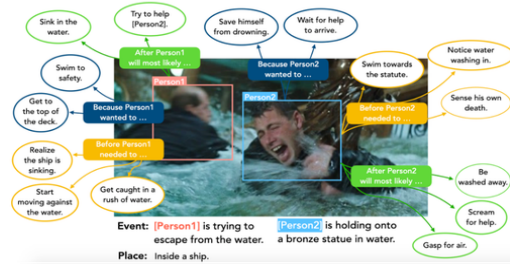 Sink in the
water.
Try to help
[Person2].
Save himself
from drowning.
Wait for help
to arrive.
Notice water
washing in.
After Person1
will most likely ...
Because Person2
wanted to ...
Swim towards
the statute.
Swim to
safety.
Person1
Person2
Sense his own
death.
Get to
the top of
the deck.
Because Person1
wanted to ...
Before Person2
needed to ...
Realize
the ship is
sinking.
Before Person1
needed to ...
After Person2
will most likely ...
Be
washed away.
Start
moving against
the water.
Get caught in a
rush of water.
Scream
for help.
Gasp for air.
Event: [Person1] is trying to
escape from the water.
[Person2] is holding onto
a bronze statue in water.
Place: Inside a ship.